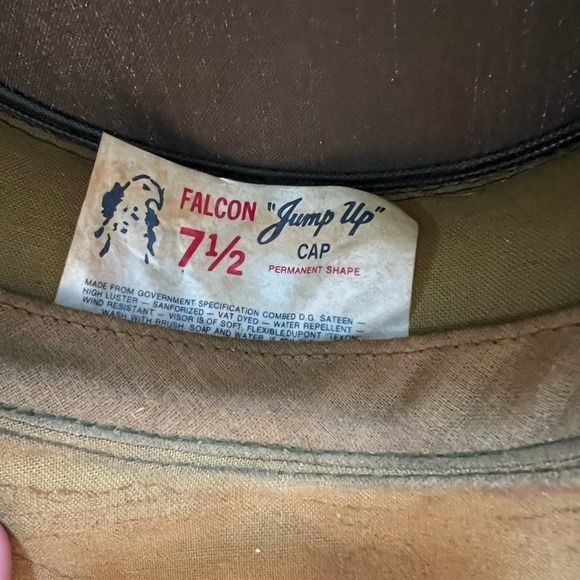 FALCON "Jump Up"
7½ CAP
PERMANENT SHAPE
MADE FROM GOVERNMENT SPECIFICATION COMBED O.G. SATEEN
HIGH LUSTER — SANFORIZED — VAT DYED — WATER REPELLENT —
WIND RESISTANT — VISOR IS OF SOFT, FLEXIBLE DUPONT "LEXON"
WASH WITH BRUSH, SOAP AND WATER,